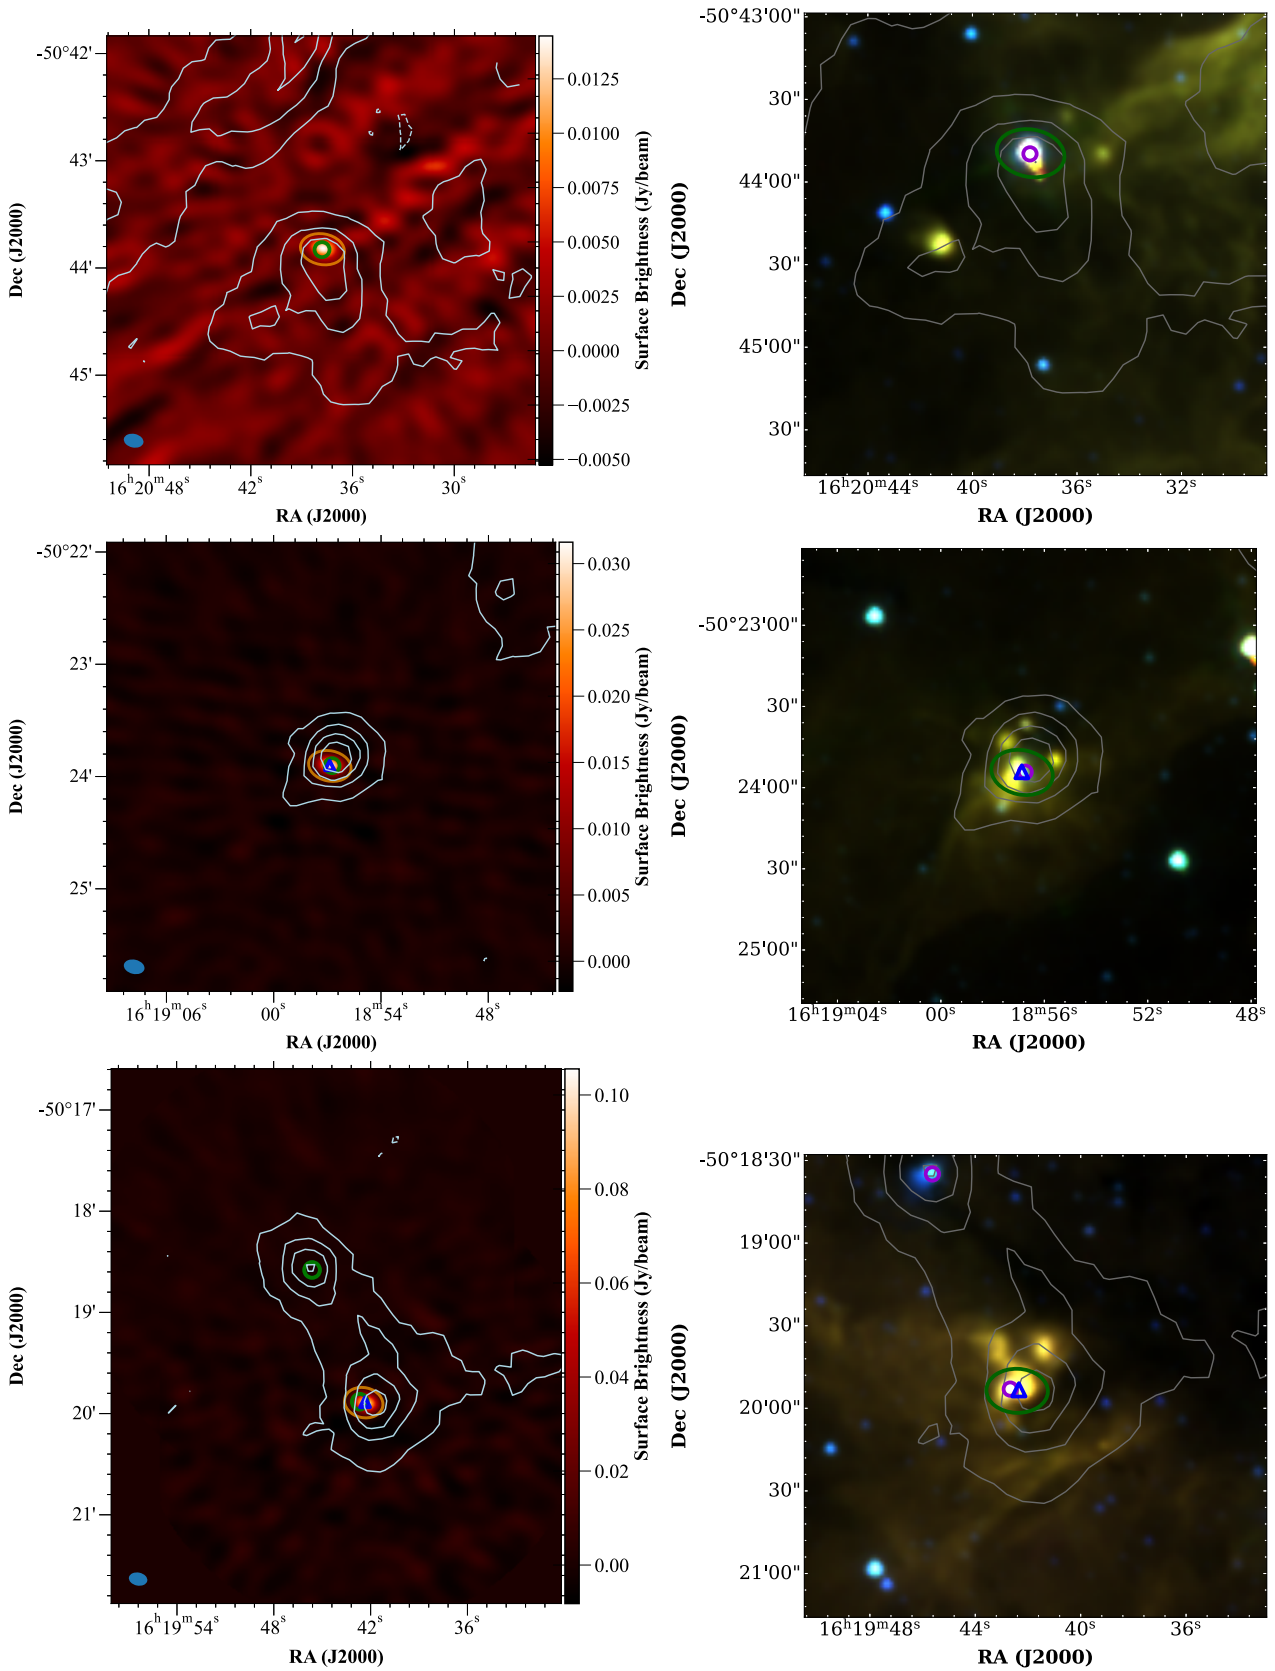 -50°42'
43'
44'
45'
Dec (J2000)
16ʰ20ᵐ48ˢ
42ˢ
36ˢ
30ˢ
RA (J2000)
0.0125
0.0100
0.0075
0.0050
0.0025
0.0000
−0.0025
−0.0050
Surface Brightness (Jy/beam)
-50°43'00"
30"
44'00"
30"
45'00"
30"
Dec (J2000)
16ʰ20ᵐ44ˢ
40ˢ
36ˢ
32ˢ
RA (J2000)
-50°22'
23'
24'
25'
Dec (J2000)
16ʰ19ᵐ06ˢ
00ˢ
18ᵐ54ˢ
48ˢ
RA (J2000)
0.030
0.025
0.020
0.015
0.010
0.005
0.000
Surface Brightness (Jy/beam)
-50°23'00"
30"
24'00"
30"
25'00"
Dec (J2000)
16ʰ19ᵐ04ˢ
00ˢ
18ᵐ56ˢ
52ˢ
48ˢ
RA (J2000)
-50°17'
18'
19'
20'
21'
Dec (J2000)
16ʰ19ᵐ54ˢ
48ˢ
42ˢ
36ˢ
RA (J2000)
0.10
0.08
0.06
0.04
0.02
0.00
Surface Brightness (Jy/beam)
-50°18'30"
19'00"
30"
20'00"
30"
21'00"
Dec (J2000)
16ʰ19ᵐ48ˢ
44ˢ
40ˢ
36ˢ
RA (J2000)